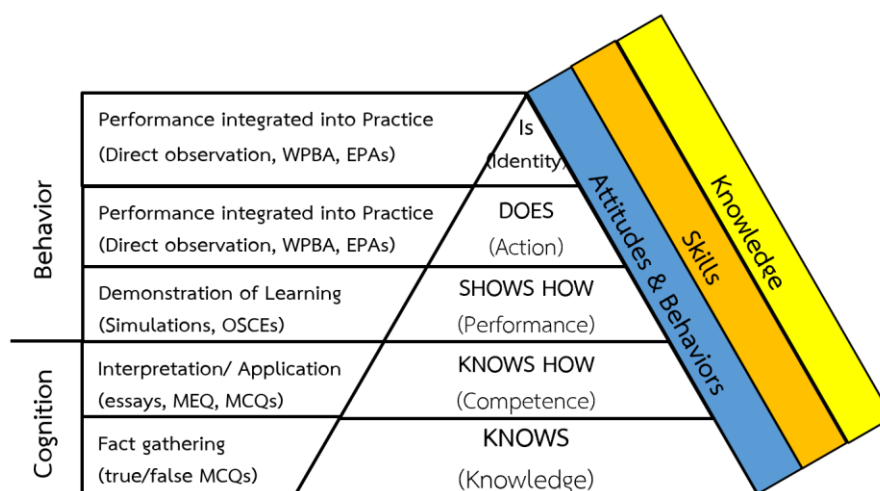 Behavior
Performance integrated into Practice
(Direct observation, WPBA, EPAs)
Is
(Identity)
Performance integrated into Practice
(Direct observation, WPBA, EPAs)
DOES
(Action)
Demonstration of Learning
(Simulations, OSCEs)
SHOWS HOW
(Performance)
Cognition
Interpretation/ Application
(essays, MEQ, MCQs)
KNOWS HOW
(Competence)
Fact gathering
(true/false MCQs)
KNOWS
(Knowledge)
Attitudes & Behaviors
Skills
Knowledge